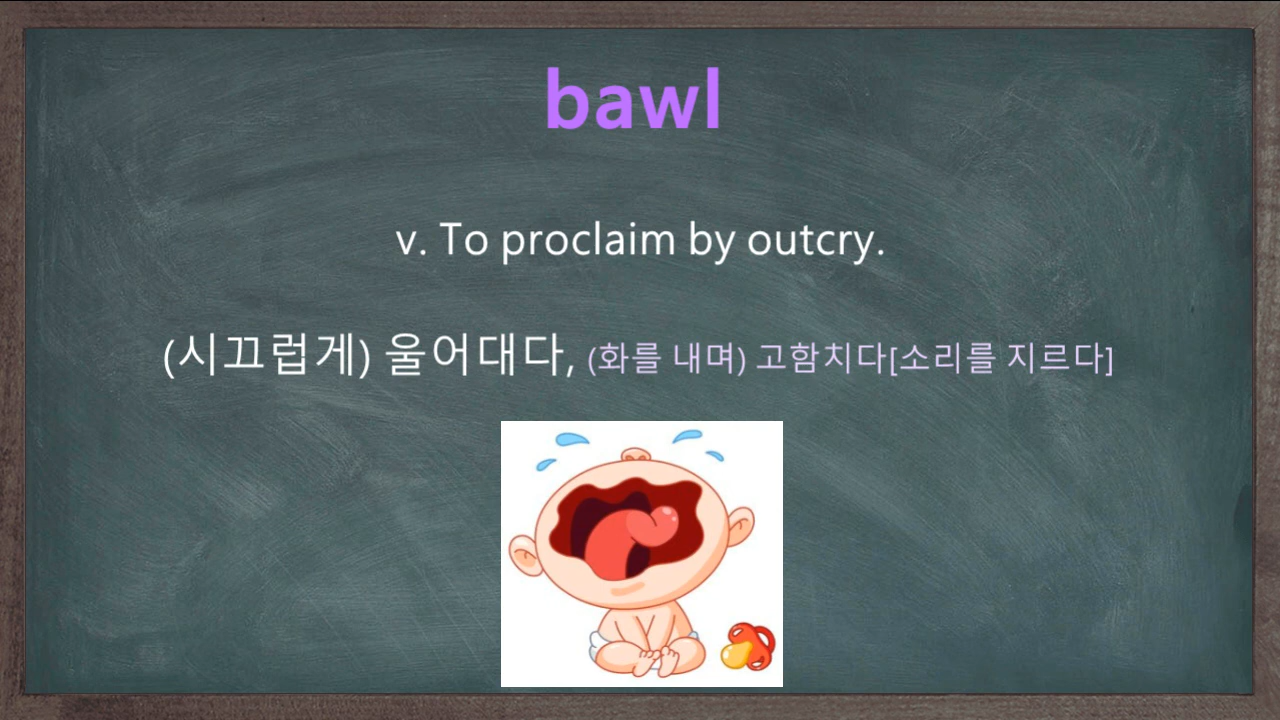 bawl
v. To proclaim by outcry.
(시끄럽게) 울어대다, (화를 내며) 고함치다[소리를 지르다]